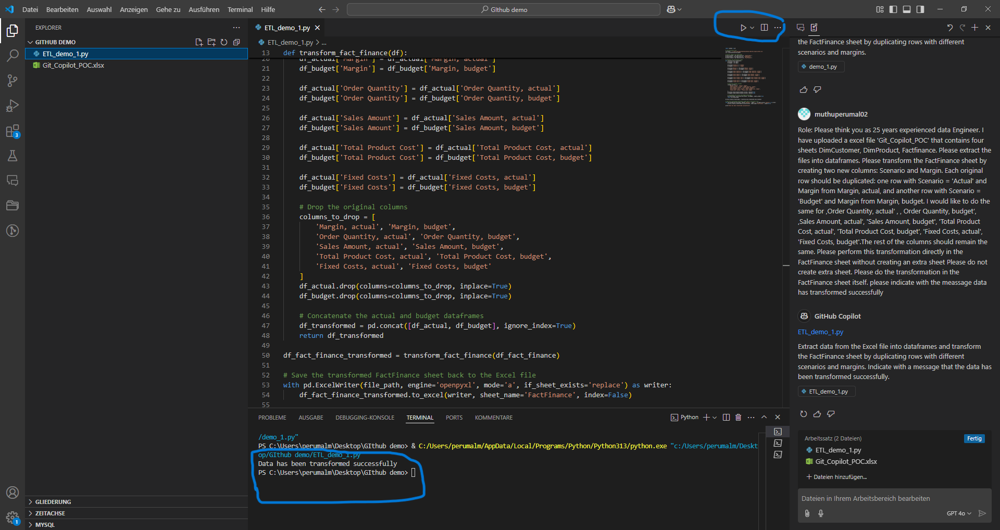 Datei Bearbeiten Auswahl Anzeigen Gehe zu Ausführen Terminal Hilfe
GIthub demo
EXPLORER
GITHUB DEMO
ETL_demo_1.py
Git_Copilot_POC.xlsx
3
1
GLIEDERUNG
ZEITACHSE
MYSQL
ETL_demo_1.py
ETL_demo_1.py > ...
13 def transform_fact_finance(df):
20 df_actual['Margin'] = df_actual['Margin, actual']
21 df_budget['Margin'] = df_budget['Margin, budget']
22
23 df_actual['Order Quantity'] = df_actual['Order Quantity, actual']
24 df_budget['Order Quantity'] = df_budget['Order Quantity, budget']
25
26 df_actual['Sales Amount'] = df_actual['Sales Amount, actual']
27 df_budget['Sales Amount'] = df_budget['Sales Amount, budget']
28
29 df_actual['Total Product Cost'] = df_actual['Total Product Cost, actual']
30 df_budget['Total Product Cost'] = df_budget['Total Product Cost, budget']
31
32 df_actual['Fixed Costs'] = df_actual['Fixed Costs, actual']
33 df_budget['Fixed Costs'] = df_budget['Fixed Costs, budget']
34
35 # Drop the original columns
36 columns_to_drop = [
37 'Margin, actual', 'Margin, budget',
38 'Order Quantity, actual', 'Order Quantity, budget',
39 'Sales Amount, actual', 'Sales Amount, budget',
40 'Total Product Cost, actual', 'Total Product Cost, budget',
41 'Fixed Costs, actual', 'Fixed Costs, budget'
42 ]
43 df_actual.drop(columns=columns_to_drop, inplace=True)
44 df_budget.drop(columns=columns_to_drop, inplace=True)
45
46 # Concatenate the actual and budget dataframes
47 df_transformed = pd.concat([df_actual, df_budget], ignore_index=True)
48 return df_transformed
49
50 df_fact_finance_transformed = transform_fact_finance(df_fact_finance)
51
52 # Save the transformed FactFinance sheet back to the Excel file
53 with pd.ExcelWriter(file_path, engine='openpyxl', mode='a', if_sheet_exists='replace') as writer:
54 df_fact_finance_transformed.to_excel(writer, sheet_name='FactFinance', index=False)
55
PROBLEME AUSGABE DEBUGGING-KONSOLE TERMINAL PORTS KOMMENTARE
Python
/demo_1.py"
PS C:\Users\perumalm\Desktop\GIthub demo> & C:/Users/perumalm/AppData/Local/Programs/Python/Python313/python.exe "c:/Users/perumalm/Deskt
op/GIthub demo/ETL_demo_1.py
Data has been transformed successfully
PS C:\Users\perumalm\Desktop\GIthub demo>
the FactFinance sheet by duplicating rows with different
scenarios and margins.
demo_1.py
muthuperumal02
Role: Please think you as 25 years experienced data Engineer. I
have uploaded a excel file 'Git_Copilot_POC' that contains four
sheets DimCustomer, DimProduct, Factfinance. Please extract the
files into dataframes. Please transform the FactFinance sheet by
creating two new columns: Scenario and Margin. Each original
row should be duplicated: one row with Scenario = 'Actual' and
Margin from Margin, actual, and another row with Scenario =
'Budget' and Margin from Margin, budget. I would like to do the
same for ‚Order Quantity, actual‘ , ‚ Order Quantity, budget‘,
‚Sales Amount, actual‘, 'Sales Amount, budget', 'Total Product
Cost, actual', 'Total Product Cost, budget', 'Fixed Costs, actual',
'Fixed Costs, budget'.The rest of the columns should remain the
same. Please perform this transformation directly in the
FactFinance sheet without creating an extra sheet Please do not
create extra sheet. Please do the transformation in the
FactFinance sheet itself. please indicate with the meassage data
has transformed successfully
GitHub Copilot
ETL_demo_1.py
Extract data from the Excel file into dataframes and transform
the FactFinance sheet by duplicating rows with different
scenarios and margins. Indicate with a message that the data has
been transformed successfully.
ETL_demo_1.py
Arbeitssatz (2 Dateien)
Fertig
ETL_demo_1.py
Git_Copilot_POC.xlsx
+ Dateien hinzufügen...
Dateien in Ihrem Arbeitsbereich bearbeiten
GPT 4o